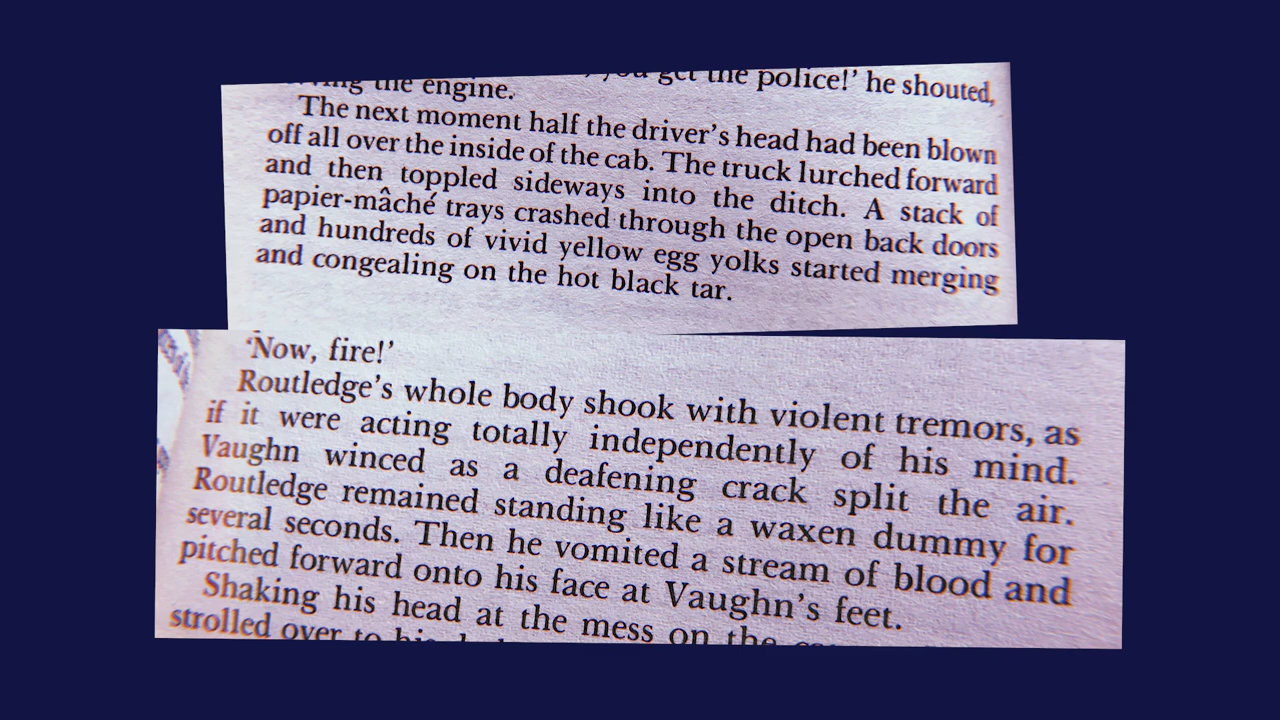 the engine.
you get the police!’ he shouted,
The next moment half the driver’s head had been blown
off all over the inside of the cab. The truck lurched forward
and then toppled sideways into the ditch. A stack of
papier-mâché trays crashed through the open back doors
and hundreds of vivid yellow egg yolks started merging
and congealing on the hot black tar.
‘Now, fire!’
Routledge’s whole body shook with violent tremors, as
if it were acting totally independently of his mind.
Vaughn winced as a deafening crack split the air.
Routledge remained standing like a waxen dummy for
several seconds. Then he vomited a stream of blood and
pitched forward onto his face at Vaughn’s feet.
Shaking his head at the mess on the
strolled over to his